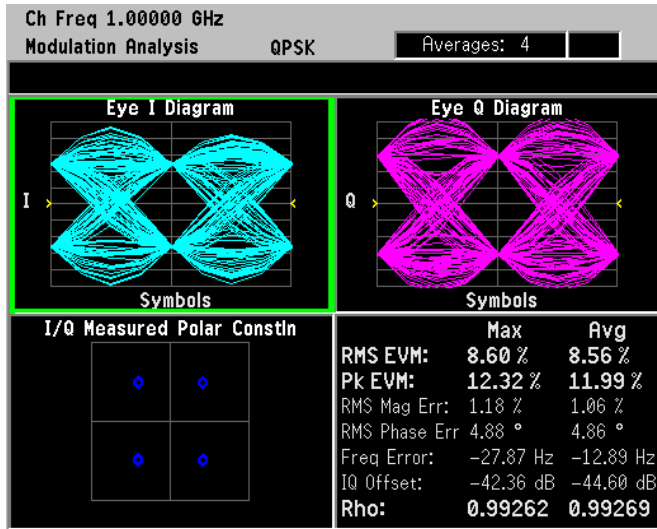 Ch Freq 1.00000 GHz
Modulation Analysis QPSK Averages: 4
Eye I Diagram
I
Symbols
Eye Q Diagram
Q
Symbols
I/Q Measured Polar Constln
Max Avg
RMS EVM: 8.60 % 8.56 %
Pk EVM: 12.32 % 11.99 %
RMS Mag Err: 1.18 % 1.06 %
RMS Phase Err 4.88 ° 4.86 °
Freq Error: -27.87 Hz -12.89 Hz
IQ Offset: -42.36 dB -44.60 dB
Rho: 0.99262 0.99269